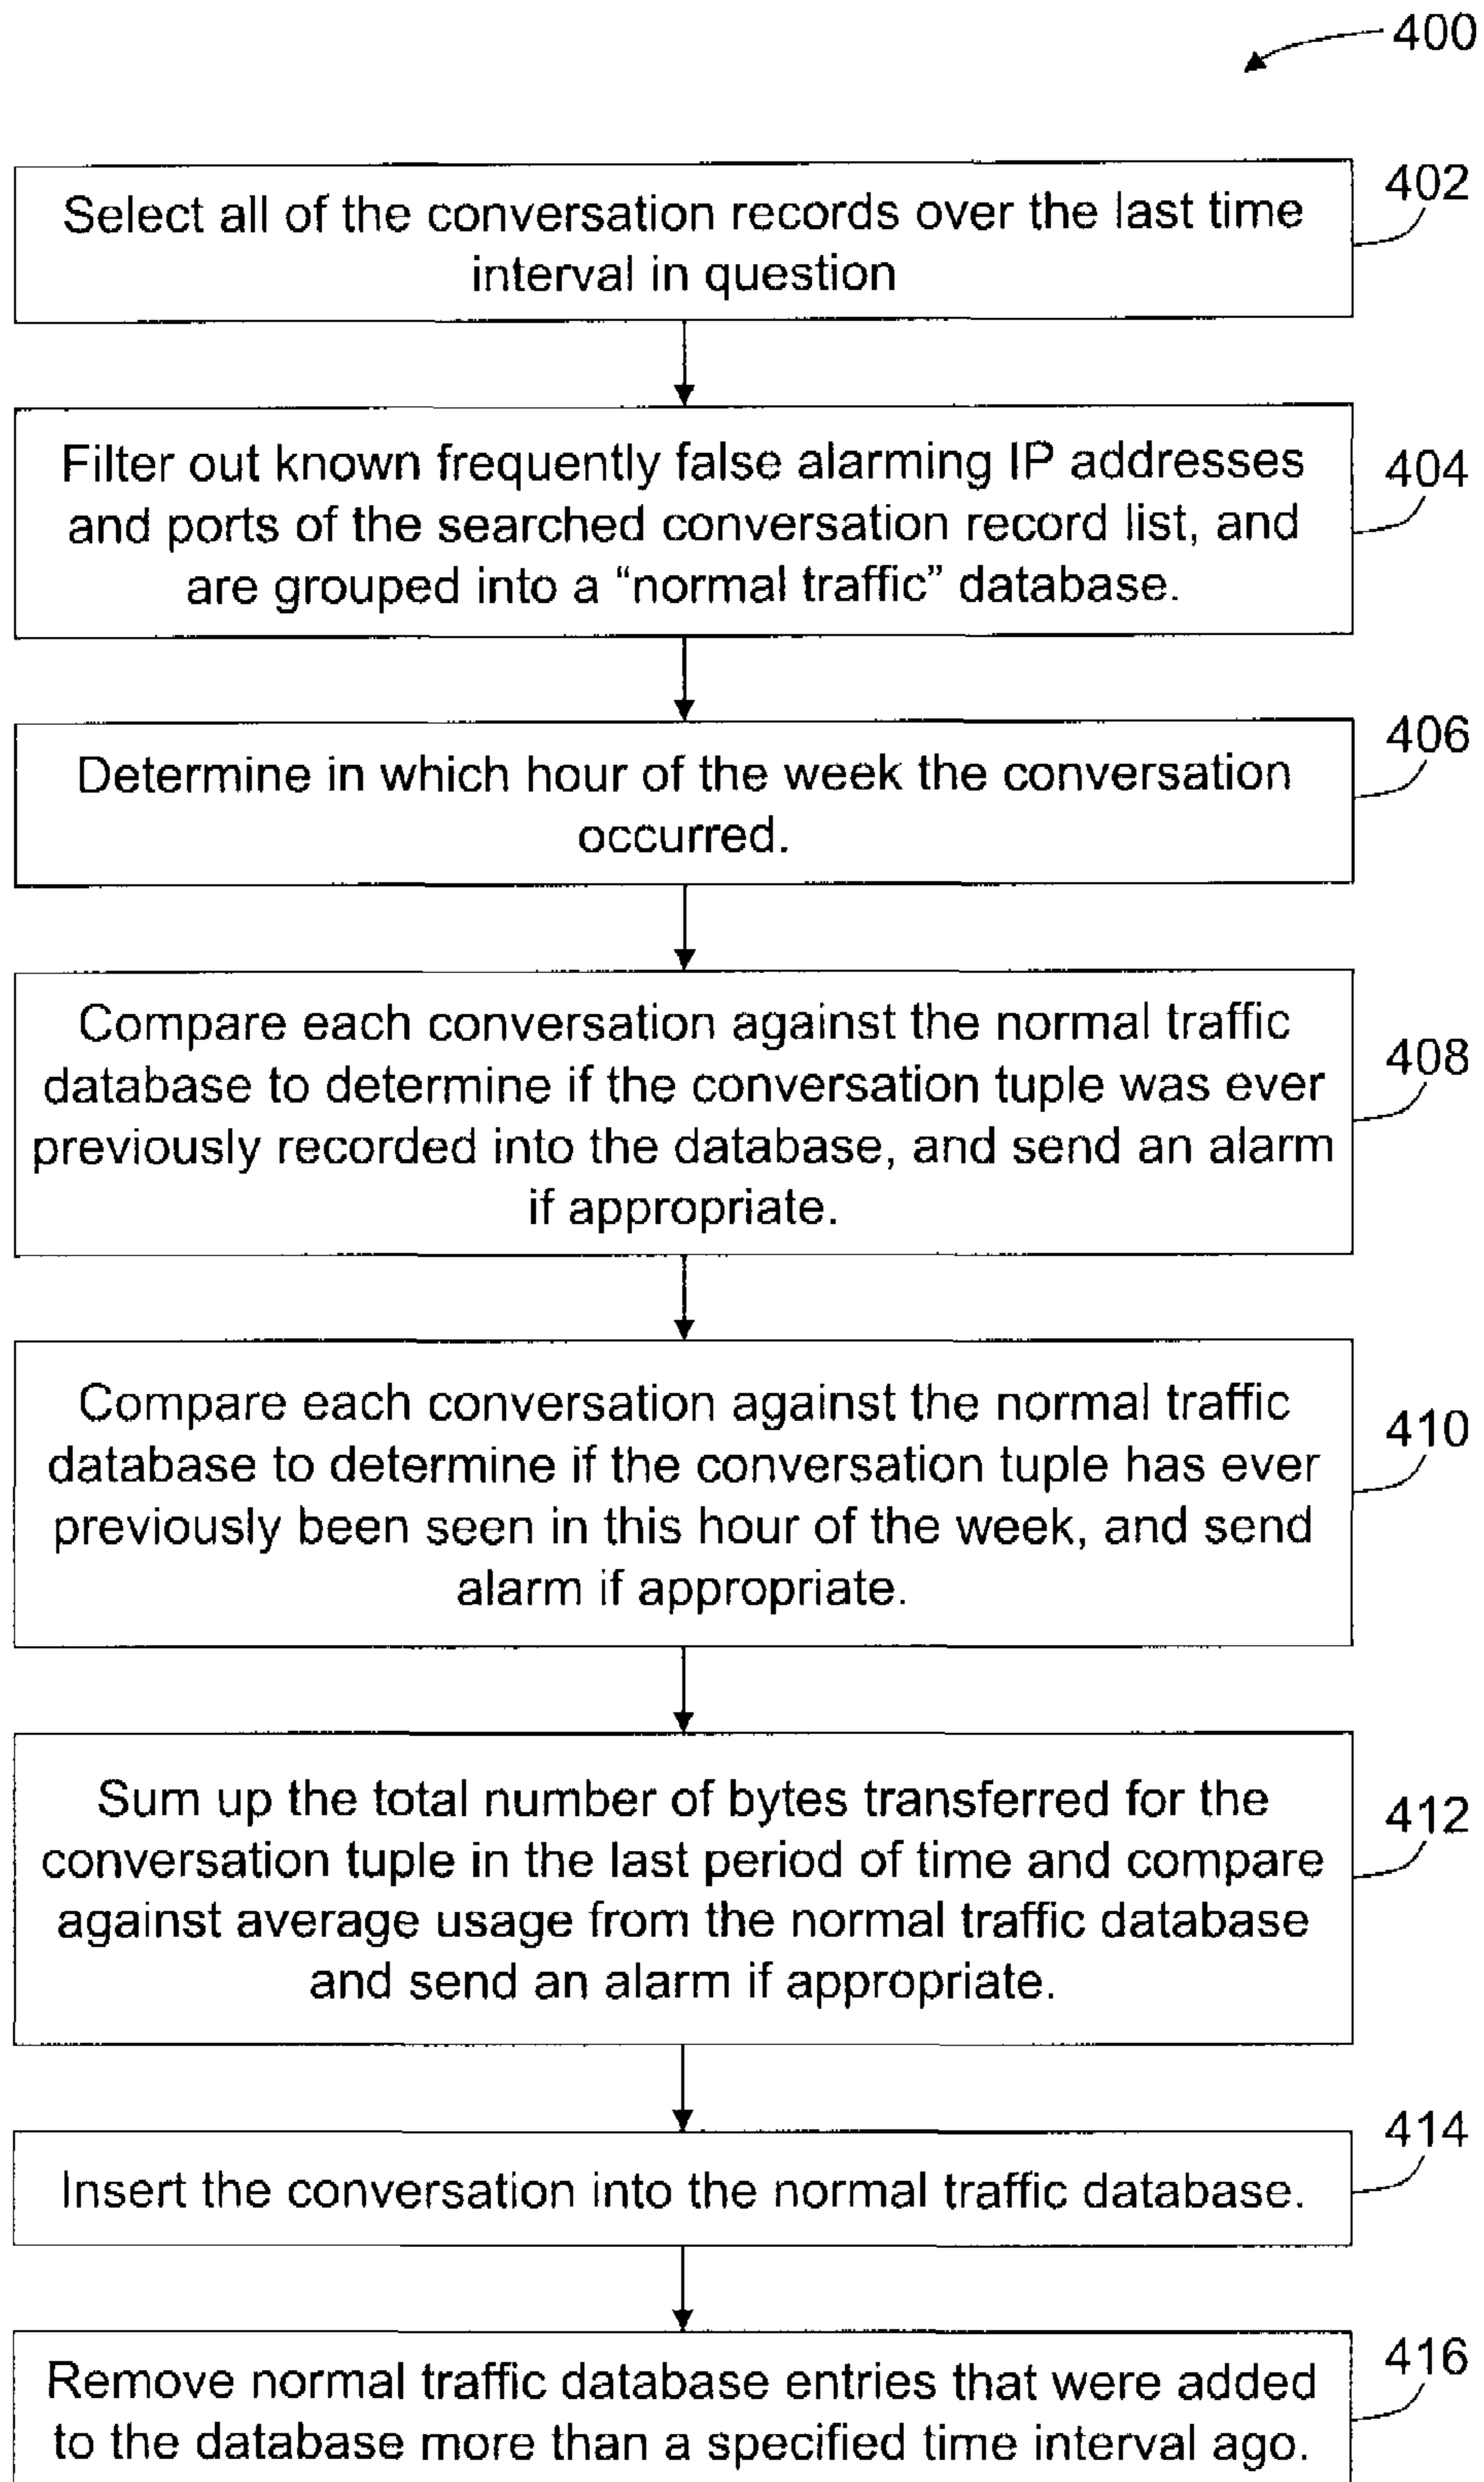 400
402
Select all of the conversation records over the last time
interval in question
404
Filter out known frequently false alarming IP addresses
and ports of the searched conversation record list, and
are grouped into a “normal traffic” database.
406
Determine in which hour of the week the conversation
occurred.
408
Compare each conversation against the normal traffic
database to determine if the conversation tuple was ever
previously recorded into the database, and send an alarm
if appropriate.
410
Compare each conversation against the normal traffic
database to determine if the conversation tuple has ever
previously been seen in this hour of the week, and send
alarm if appropriate.
412
Sum up the total number of bytes transferred for the
conversation tuple in the last period of time and compare
against average usage from the normal traffic database
and send an alarm if appropriate.
414
Insert the conversation into the normal traffic database.
416
Remove normal traffic database entries that were added
to the database more than a specified time interval ago.